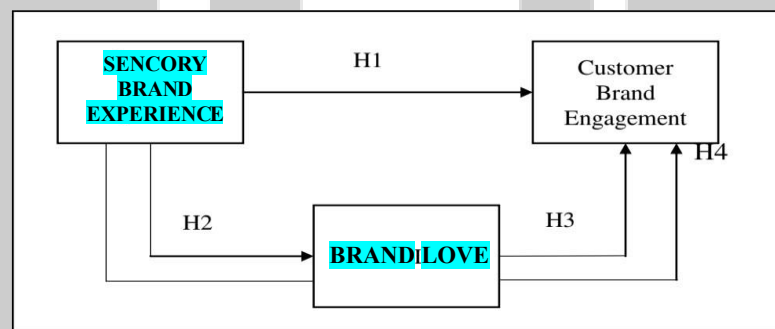 SENCORY
BRAND
EXPERIENCE
H1
Customer
Brand
Engagement
H4
H2
H3
BRAND LOVE